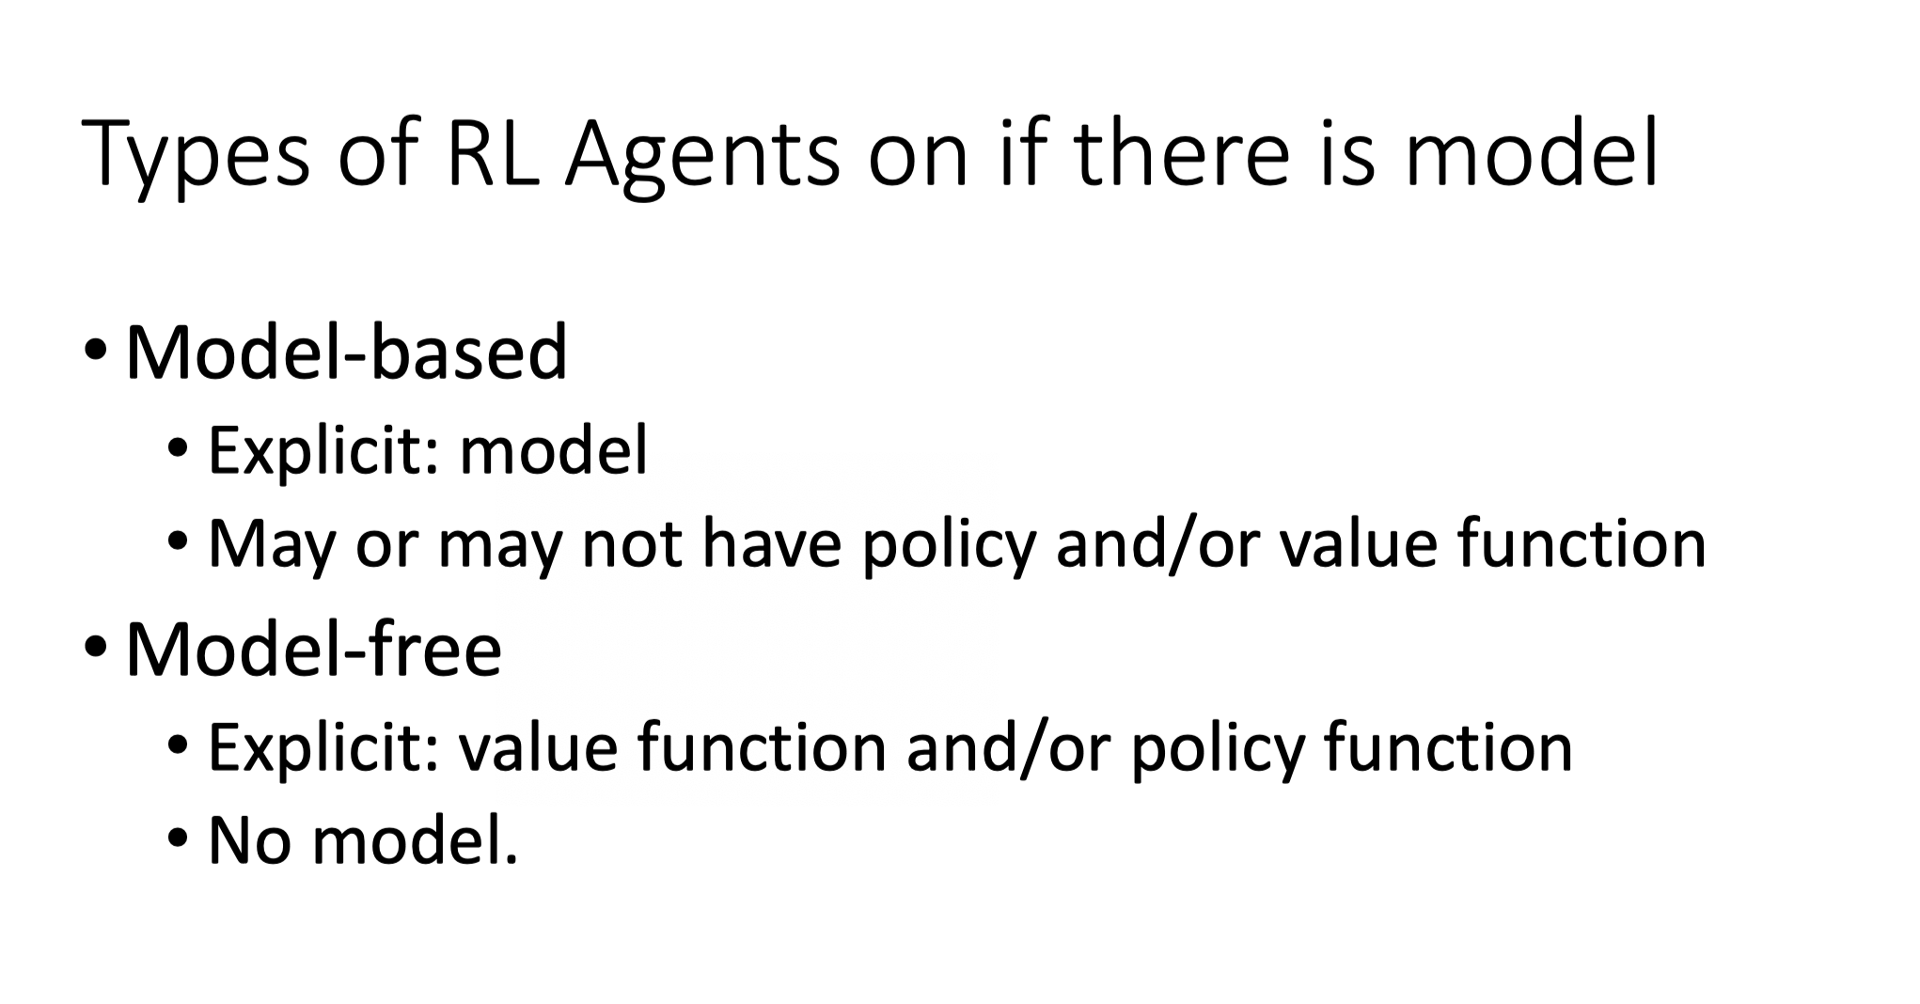 Types of RL Agents on if there is model
• Model-based
• Explicit: model
• May or may not have policy and/or value function
• Model-free
• Explicit: value function and/or policy function
• No model.